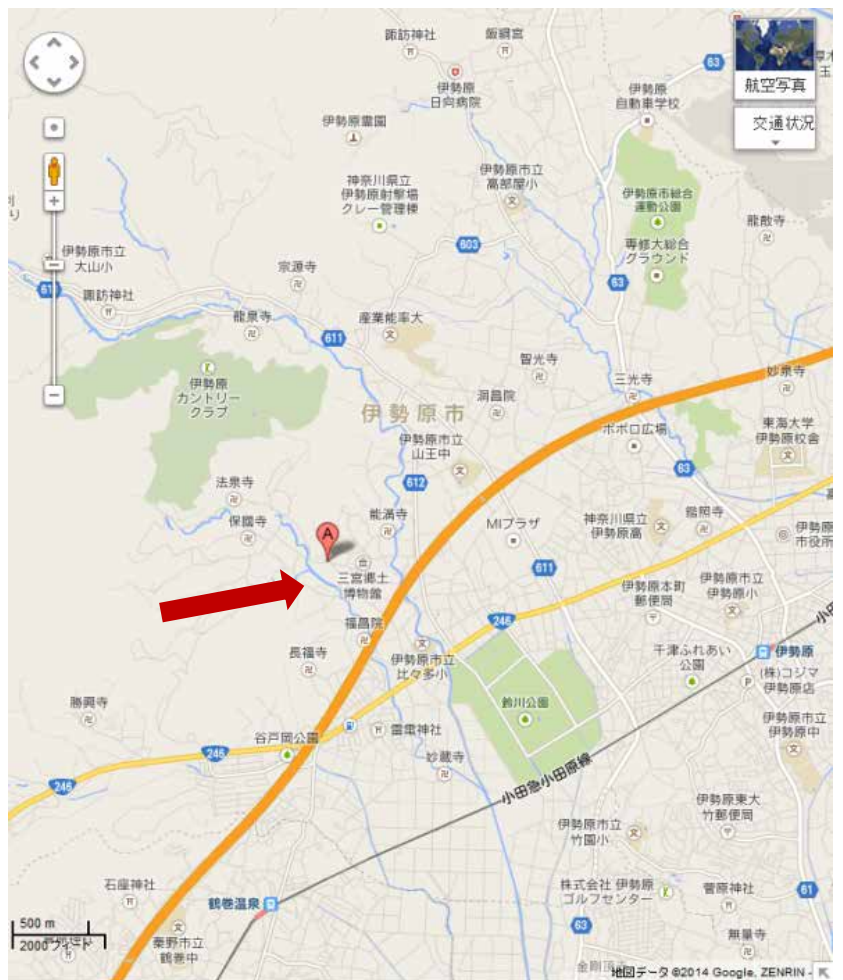 諏訪神社
飯綱宮
63
伊勢原
日向病院
伊勢原
自動車学校
航空写真
交通状況
伊勢原霊園
神奈川県立
伊勢原射撃場
クレー管理棟
伊勢原市立
高部屋小
伊勢原市総合
運動公園
龍散寺
603
専修大総合
グラウンド
伊勢原市立
大山小
宗源寺
63
諏訪神社
龍泉寺
産業能率大
611
智光寺
三光寺
妙泉寺
伊勢原
カントリー
クラブ
洞昌院
伊勢原市
ポポロ広場
東海大学
伊勢原校舎
伊勢原市立
山王中
63
法泉寺
612
保國寺
能満寺
MIプラザ
神奈川県立
伊勢原高
伊勢原
市役所
A
三宮郷土
博物館
611
伊勢原本町
郵便局
伊勢原市立
伊勢原小
福昌院
246
長福寺
伊勢原市立
比々多小
千津ふれあい
公園
伊勢原
(株)コジマ
伊勢原店
勝興寺
鈴川公園
伊勢原市立
伊勢原中
谷戸岡公園
雷電神社
246
妙蔵寺
246
小田急小田原線
伊勢原東大
竹郵便局
伊勢原市立
竹園小
石座神社
株式会社 伊勢原
ゴルフセンター
菅原神社
61
鶴巻温泉
500 m
2000 フィート
秦野市立
鶴巻中
63
無量寺
地図データ ©2014 Google, ZENRIN -